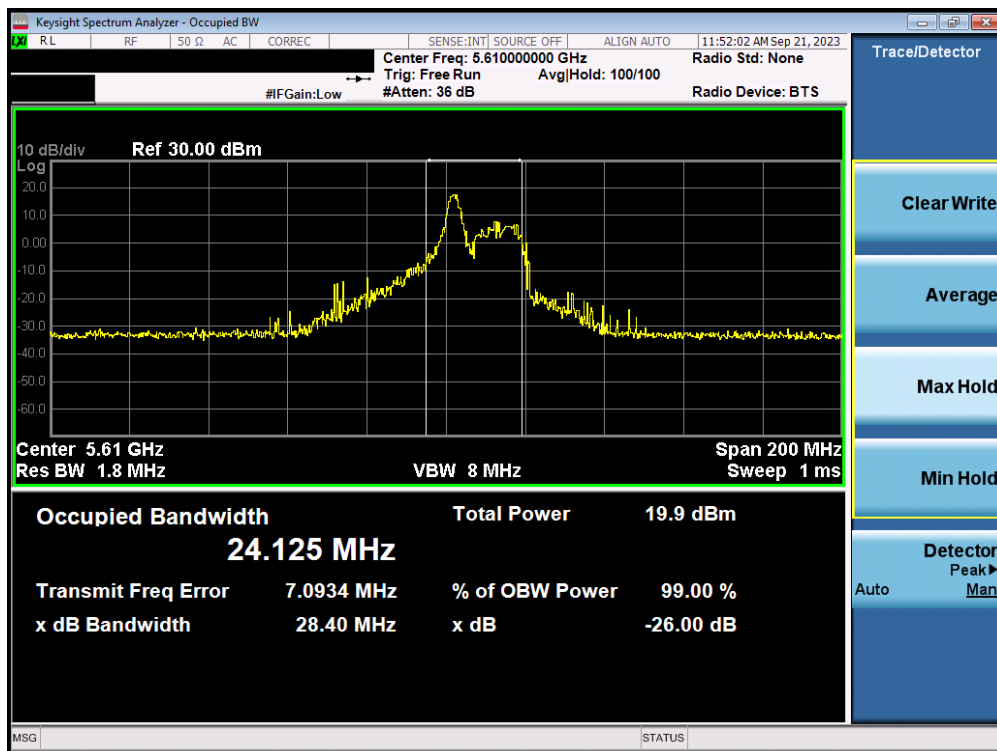 Keysight Spectrum Analyzer - Occupied BW
LXI RL RF 50 Ω AC CORREC SENSE:INT SOURCE OFF ALIGN AUTO 11:52:02 AM Sep 21, 2023
Center Freq: 5.610000000 GHz Radio Std: None
Trig: Free Run Avg|Hold: 100/100
#IFGain:Low #Atten: 36 dB Radio Device: BTS
10 dB/div Ref 30.00 dBm
Log
20.0
10.0
0.00
-10.0
-20.0
-30.0
-40.0
-50.0
-60.0
Center 5.61 GHz Span 200 MHz
Res BW 1.8 MHz VBW 8 MHz Sweep 1 ms
Occupied Bandwidth Total Power 19.9 dBm
24.125 MHz
Transmit Freq Error 7.0934 MHz % of OBW Power 99.00 %
x dB Bandwidth 28.40 MHz x dB -26.00 dB
MSG STATUS
Trace/Detector
Clear Write
Average
Max Hold
Min Hold
Detector
Peak▶
Auto Man